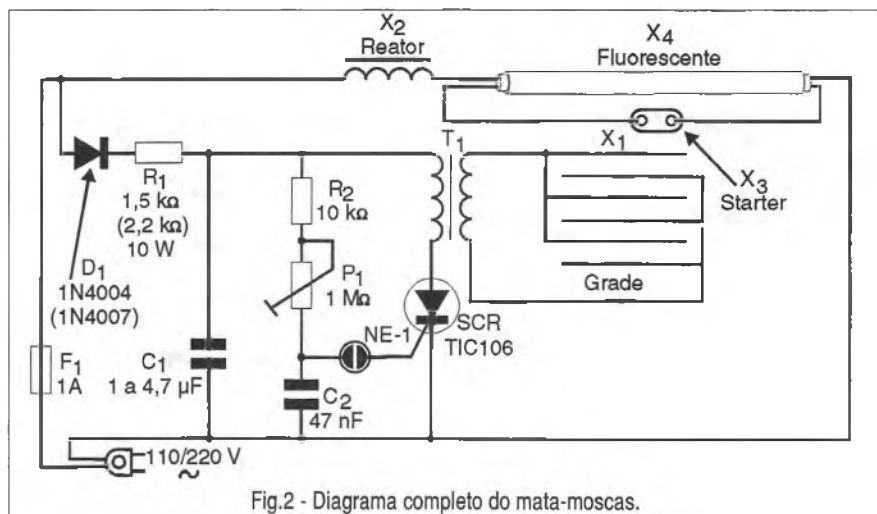 X2
Reator
X4
Fluorescente
X1
X3
Starter
T1
R1
1,5 kΩ
(2,2 kΩ)
10 W
R2
10 kΩ
D1
1N4004
(1N4007)
P1
1 MΩ
Grade
SCR
TIC106
NE-1
F1
1A
C1
1 a 4,7 µF
C2
47 nF
110/220 V
~
Fig.2 - Diagrama completo do mata-moscas.